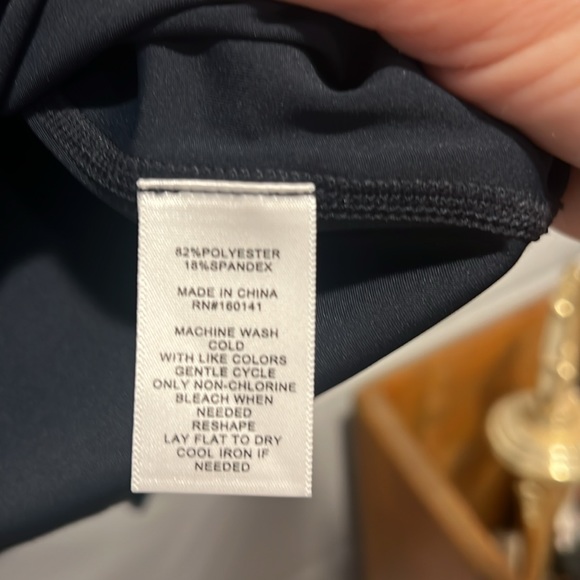 82%POLYESTER
18%SPANDEX
MADE IN CHINA
RN#160141
MACHINE WASH
COLD
WITH LIKE COLORS
GENTLE CYCLE
ONLY NON-CHLORINE
BLEACH WHEN
NEEDED
RESHAPE
LAY FLAT TO DRY
COOL IRON IF
NEEDED